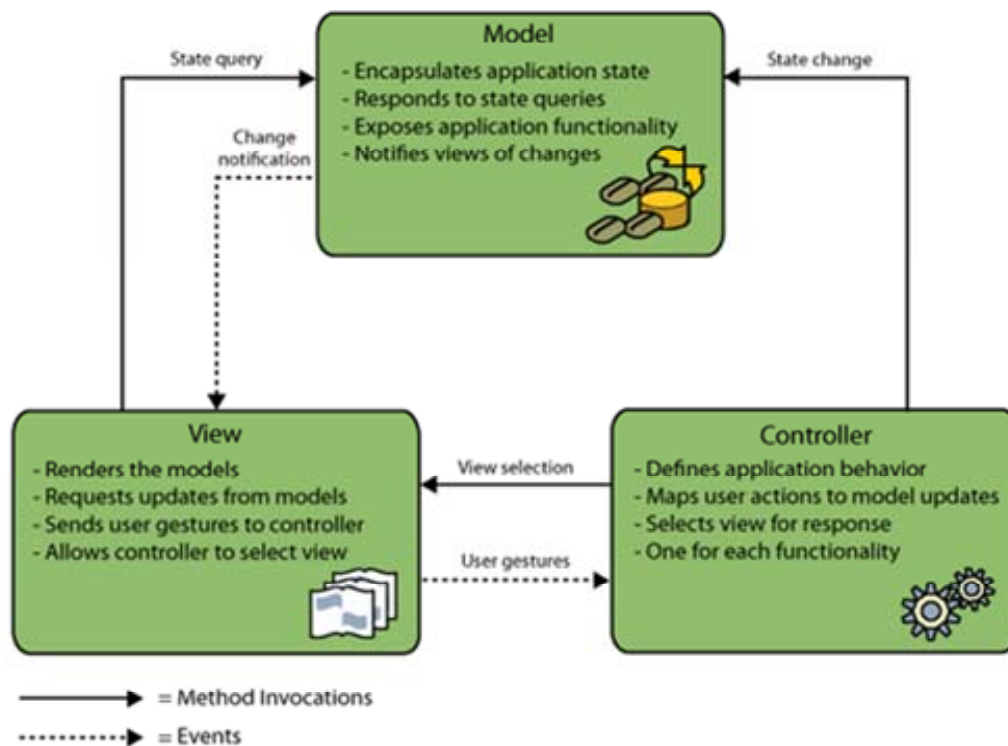 Model
- Encapsulates application state
- Responds to state queries
- Exposes application functionality
- Notifies views of changes
State query
State change
Change
notification
View
- Renders the models
- Requests updates from models
- Sends user gestures to controller
- Allows controller to select view
View selection
User gestures
Controller
- Defines application behavior
- Maps user actions to model updates
- Selects view for response
- One for each functionality
= Method Invocations
= Events